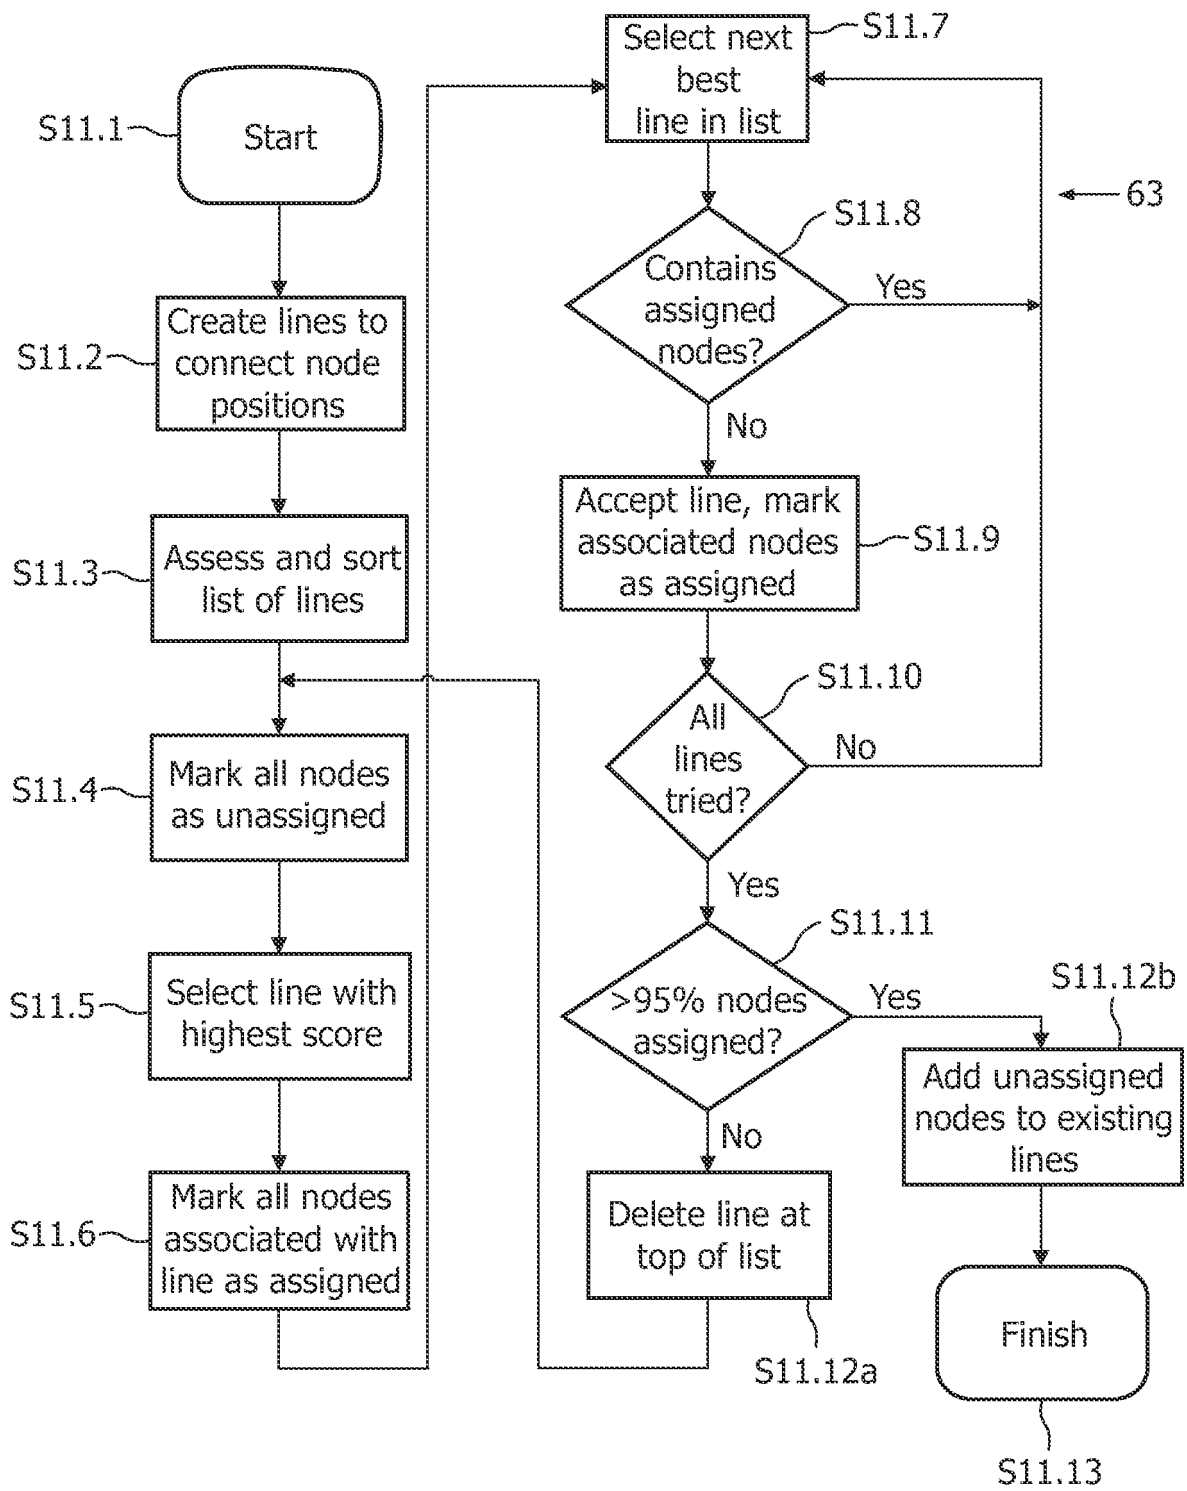 S11.1
Start
S11.2
Create lines to
connect node
positions
S11.3
Assess and sort
list of lines
S11.4
Mark all nodes
as unassigned
S11.5
Select line with
highest score
S11.6
Mark all nodes
associated with
line as assigned
S11.7
Select next
best
line in list
63
S11.8
Contains
assigned
nodes?
Yes
No
S11.9
Accept line, mark
associated nodes
as assigned
S11.10
All
lines
tried?
No
Yes
S11.11
>95% nodes
assigned?
Yes
No
S11.12a
Delete line at
top of list
S11.12b
Add unassigned
nodes to existing
lines
Finish
S11.13